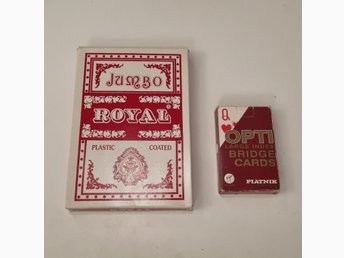 JUMBO
ROYAL
PLASTIC COATED
Q
OPTI
LARGE INDEX
BRIDGE
CARDS
PIATNIK